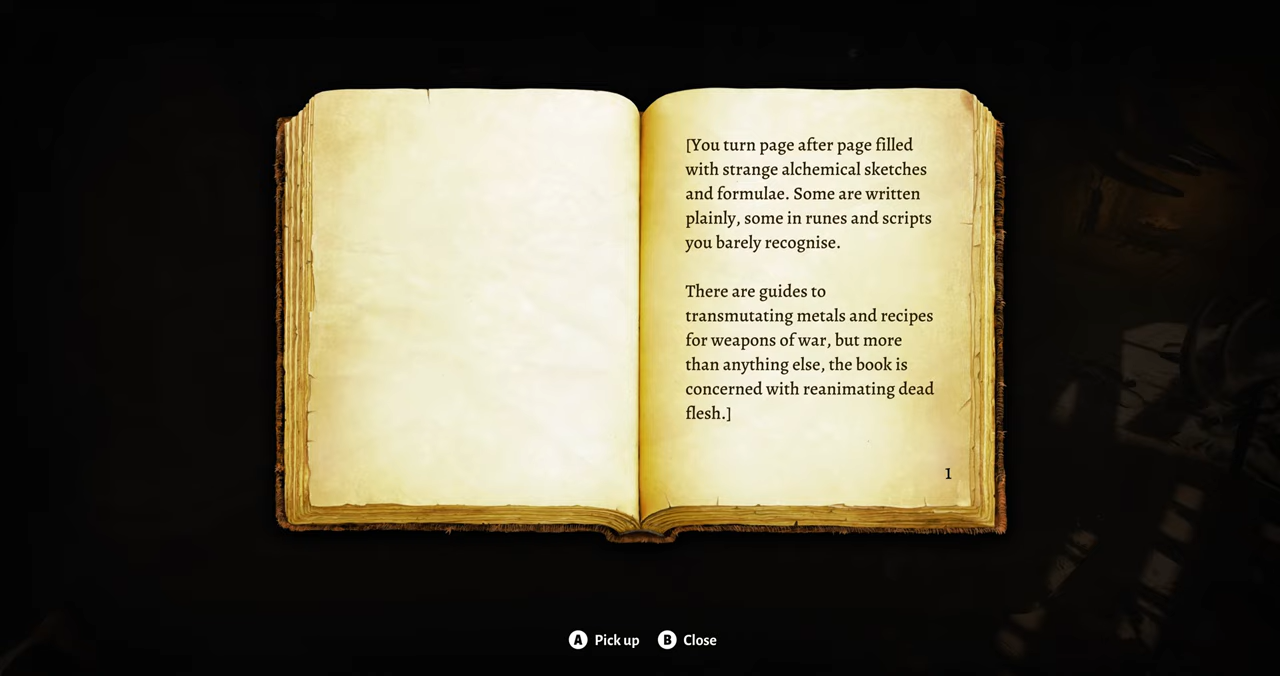 [You turn page after page filled
with strange alchemical sketches
and formulae. Some are written
plainly, some in runes and scripts
you barely recognise.
There are guides to
transmutating metals and recipes
for weapons of war, but more
than anything else, the book is
concerned with reanimating dead
flesh.]
1
A Pick up B Close